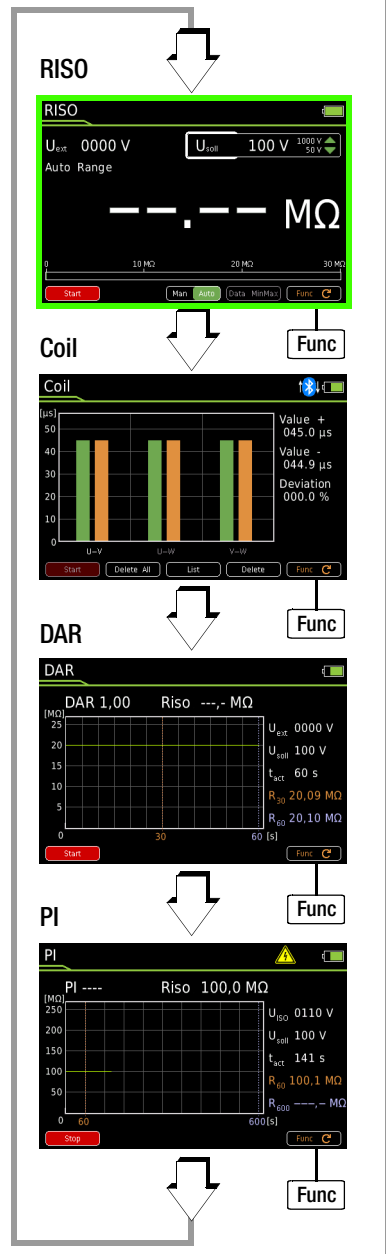 RISO
RISO
Uext 0000 V Usoll 100 V 1000 V 50 V
Auto Range
--.-- MΩ
0 10 MΩ 20 MΩ 30 MΩ
Start Man Auto Data MinMax Func
Func
Coil
Coil
[µs]
50
40
30
20
10
0
U–V U–W V–W
Value +
045.0 µs
Value -
044.9 µs
Deviation
000.0 %
Start Delete All List Delete Func
Func
DAR
DAR
DAR 1,00 Riso ---,- MΩ
[MΩ]
25
20
15
10
5
0 30 60 [s]
Uext 0000 V
Usoll 100 V
tact 60 s
R30 20,09 MΩ
R60 20,10 MΩ
Start Func
Func
PI
PI
PI ---- Riso 100,0 MΩ
[MΩ]
250
200
150
100
50
0 60 600 [s]
UISO 0110 V
Usoll 100 V
tact 141 s
R60 100,1 MΩ
R600 ---,- MΩ
Stop Func
Func